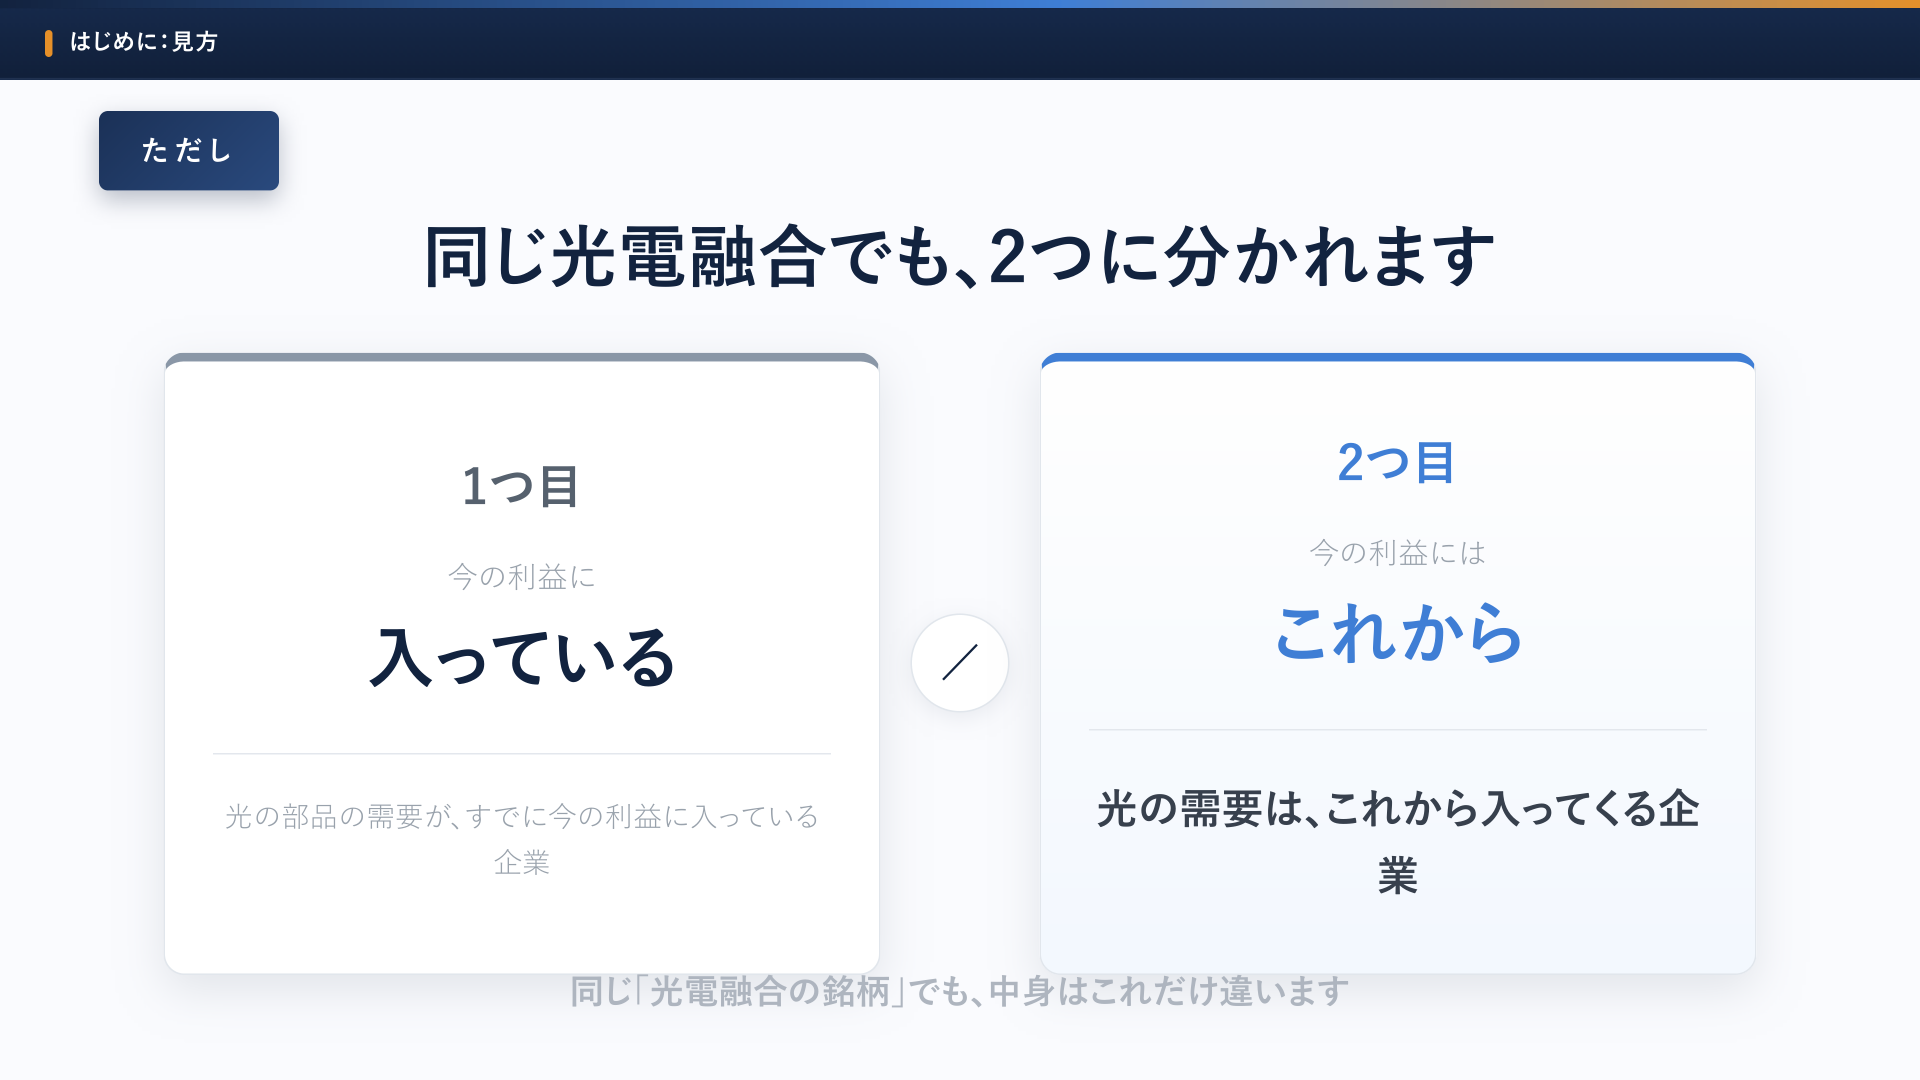 はじめに：見方
ただし
同じ光電融合でも、2つに分かれます
1つ目
今の利益に
入っている
光の部品の需要が、すでに今の利益に入っている
企業
／
2つ目
今の利益には
これから
光の需要は、これから入ってくる企
業
同じ「光電融合の銘柄」でも、中身はこれだけ違います